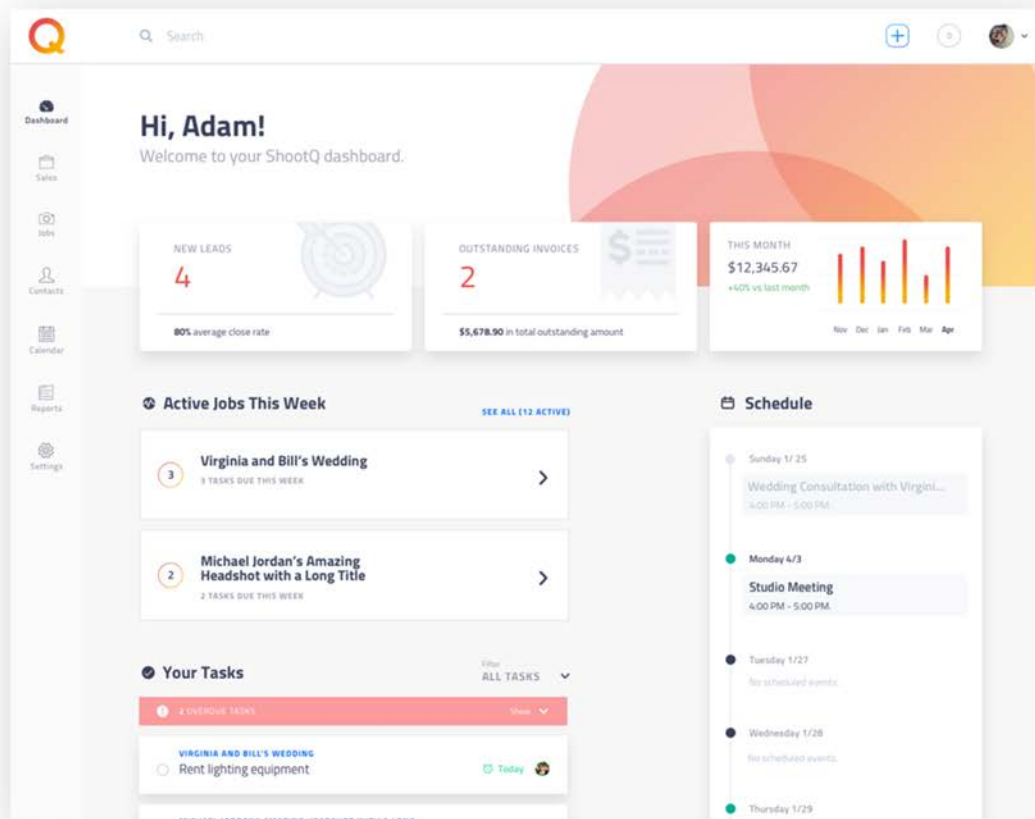 Search
Dashboard
Sales
Jobs
Contacts
Calendar
Reports
Settings
Hi, Adam!
Welcome to your ShootQ dashboard.
NEW LEADS
4
80% average close rate
OUTSTANDING INVOICES
2
$5,678.90 in total outstanding amount
THIS MONTH
$12,345.67
+40% vs last month
Nov Dec Jan Feb Mar Apr
Active Jobs This Week
SEE ALL (12 ACTIVE)
3
Virginia and Bill's Wedding
3 TASKS DUE THIS WEEK
2
Michael Jordan's Amazing
Headshot with a Long Title
2 TASKS DUE THIS WEEK
Your Tasks
Filter
ALL TASKS
OVERDUE TASKS
Show
VIRGINIA AND BILL'S WEDDING
Rent lighting equipment
Today
Schedule
Sunday 1/ 25
Wedding Consultation with Virgini...
4:00 PM - 5:00 PM.
Monday 4/3
Studio Meeting
4:00 PM - 5:00 PM.
Tuesday 1/27
No scheduled events.
Wednesday 1/28
No scheduled events.
Thursday 1/29